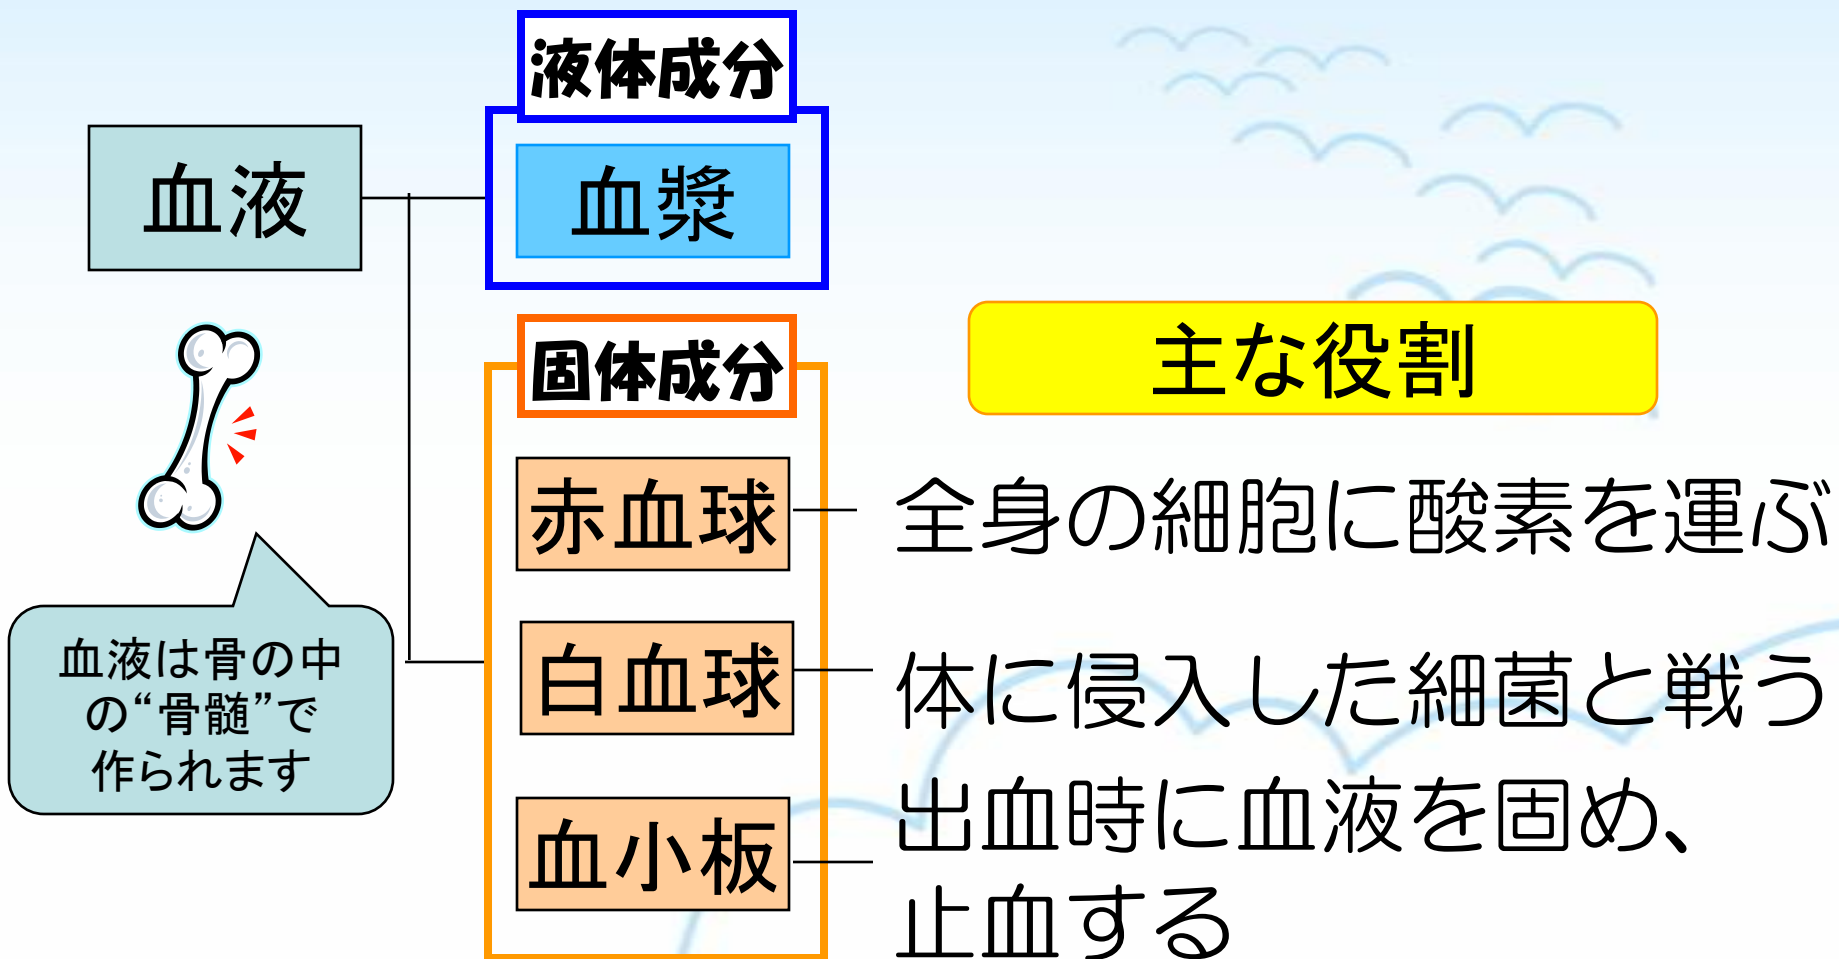 液体成分
血液
血漿
固体成分
主な役割
赤血球
全身の細胞に酸素を運ぶ
白血球
体に侵入した細菌と戦う
血小板
出血時に血液を固め、
止血する
血液は骨の中
の“骨髄”で
作られます